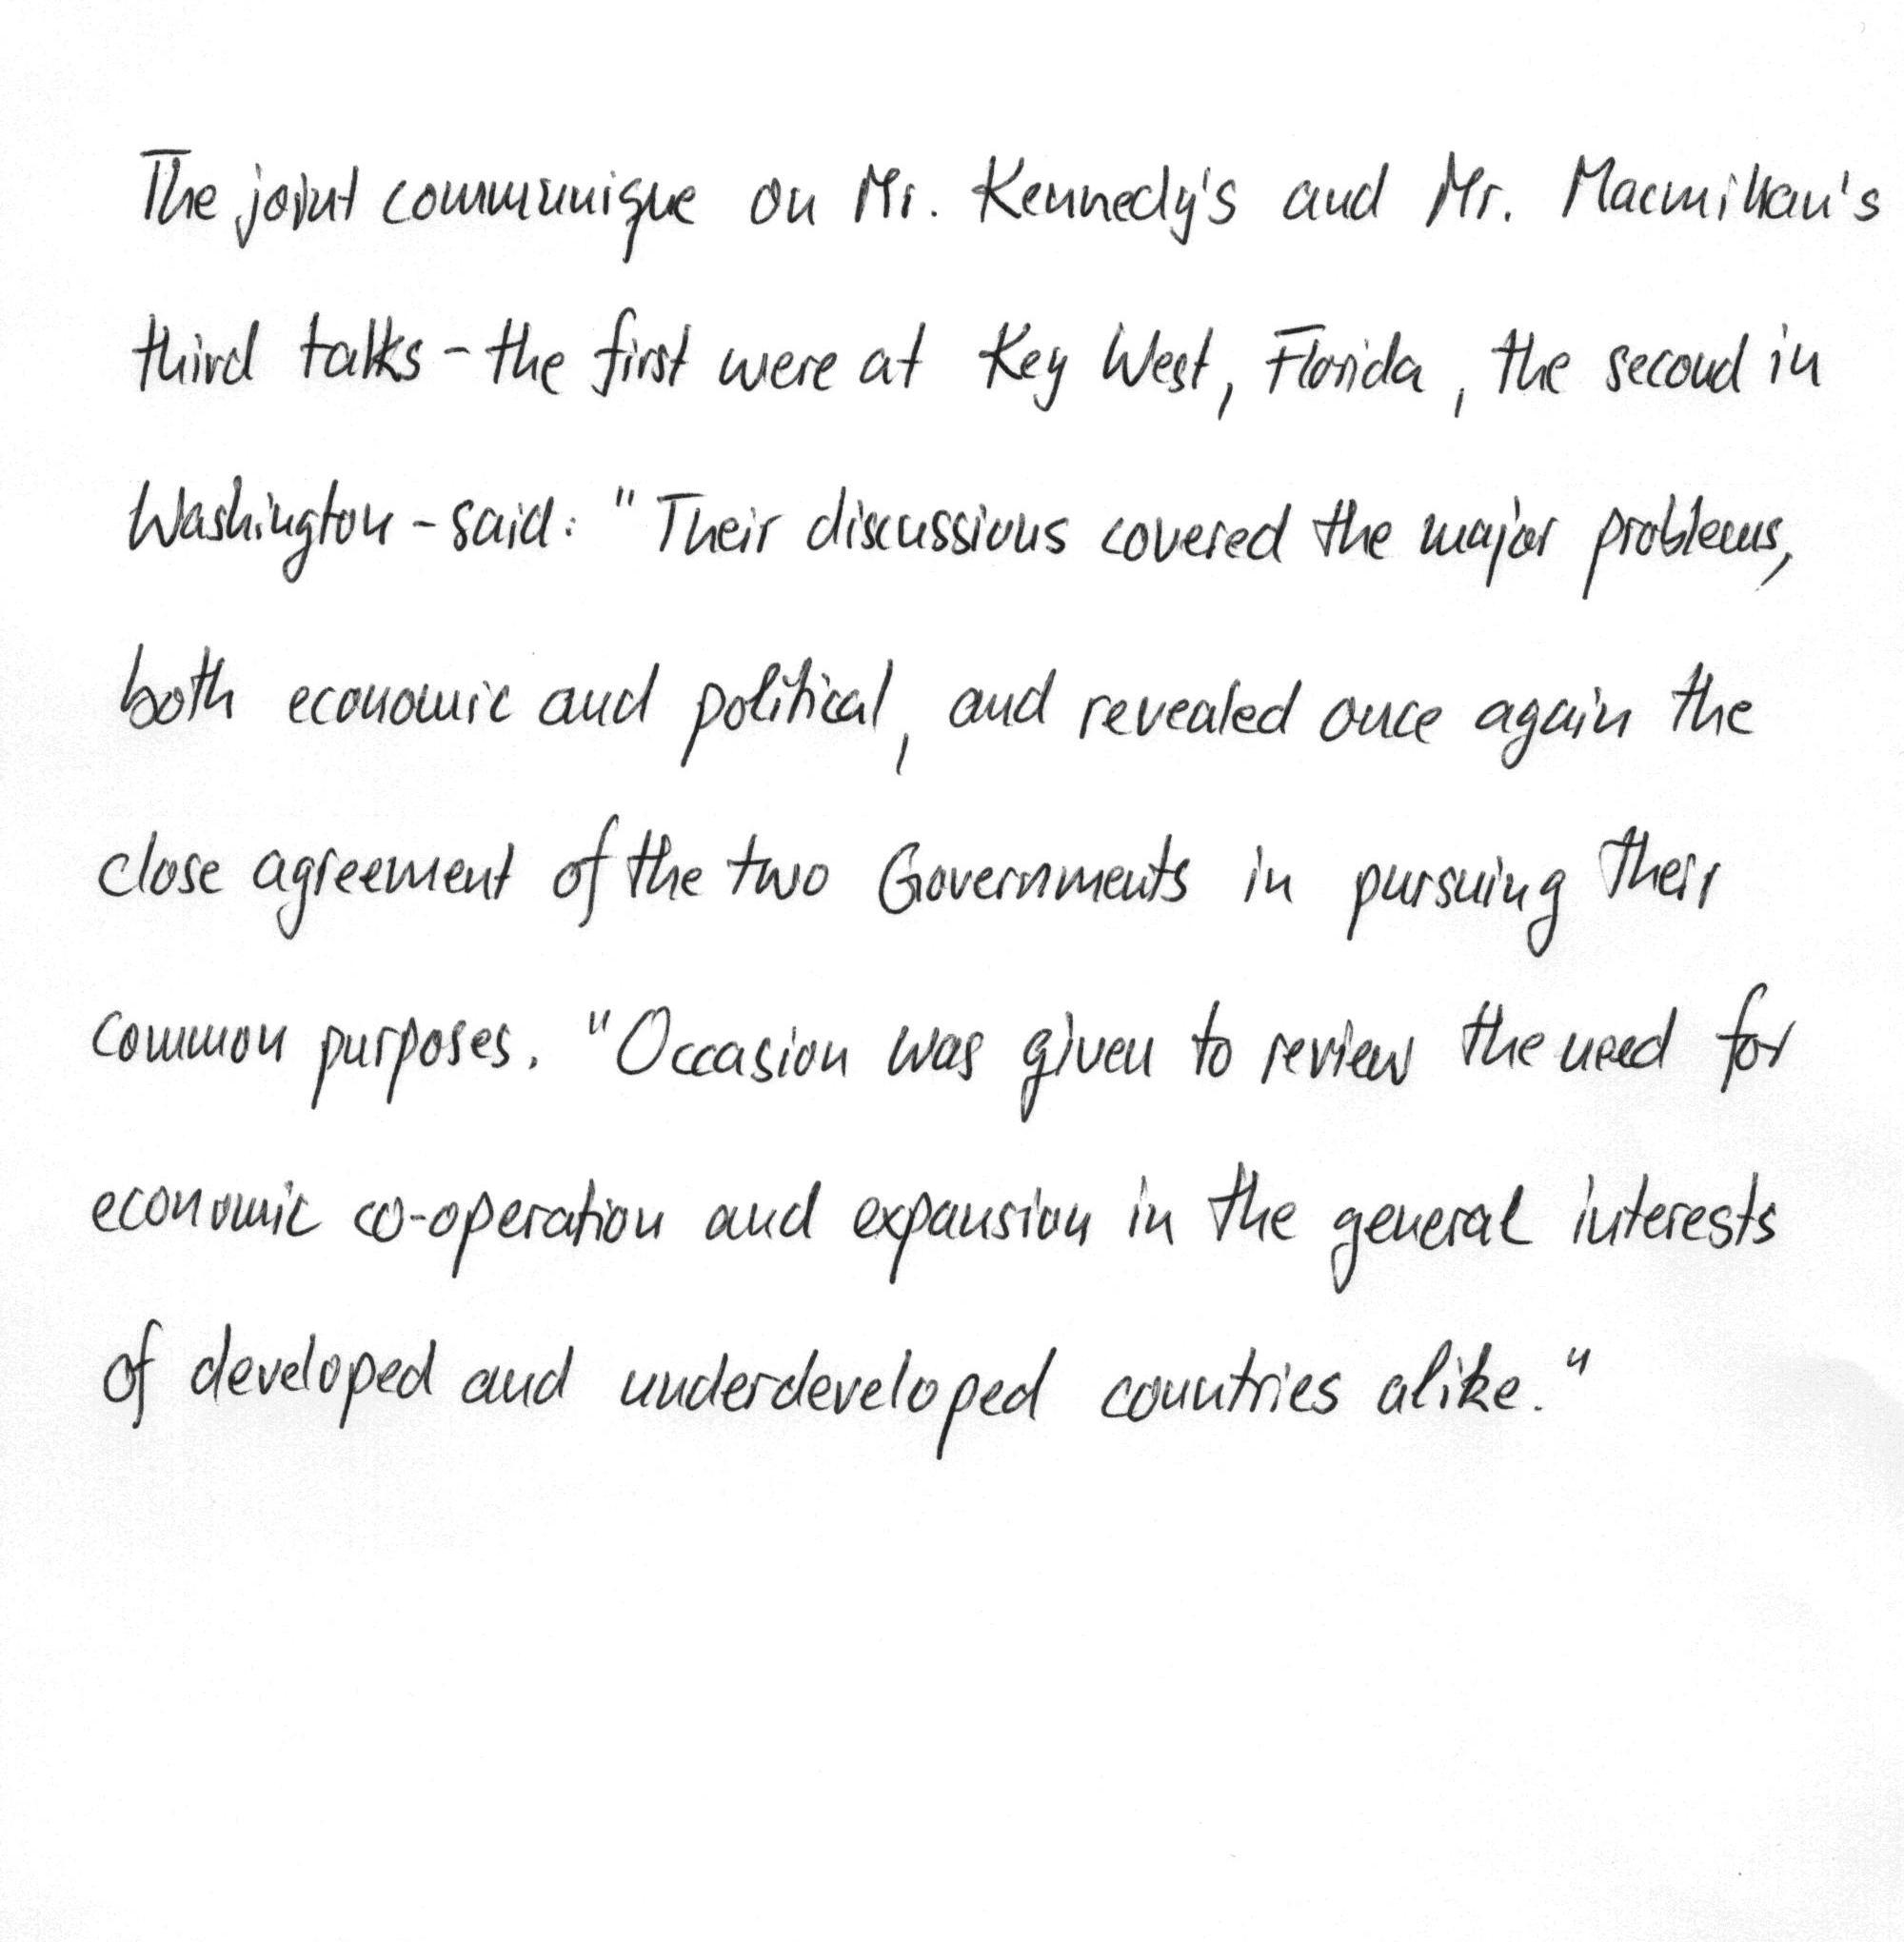 The joint communique on Mr. Kennedy's and Mr. Macmillan's
third talks - the first were at Key West, Florida, the second in
Washington - said: "Their discussions covered the major problems,
both economic and political, and revealed once again the
close agreement of the two Governments in pursuing their
common purposes. "Occasion was given to review the need for
economic co-operation and expansion in the general interests
of developed and underdeveloped countries alike."